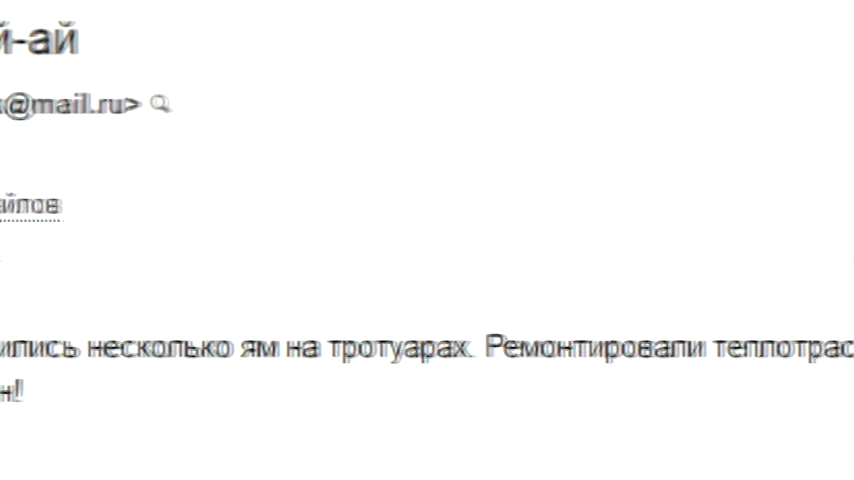 й-ай
@mail.ru>
айлов
ились несколько ям на тротуарах. Ремонтировали теплотрас
н!